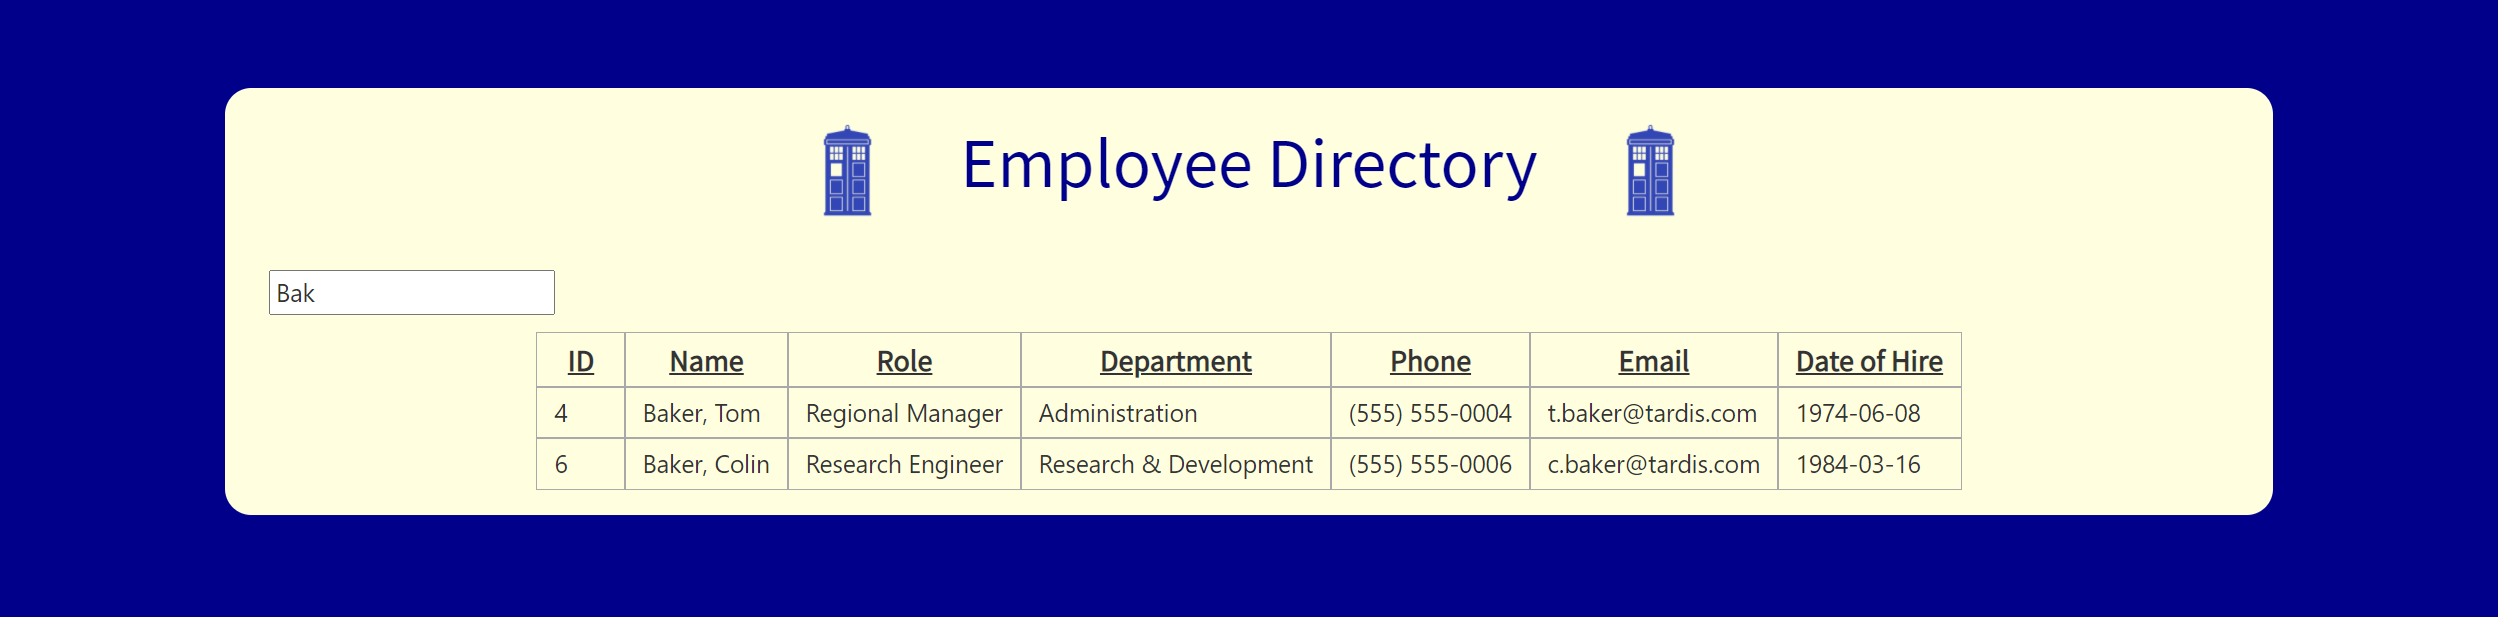 Employee Directory
Bak
ID Name Role Department Phone Email Date of Hire
4 Baker, Tom Regional Manager Administration (555) 555-0004 t.baker@tardis.com 1974-06-08
6 Baker, Colin Research Engineer Research & Development (555) 555-0006 c.baker@tardis.com 1984-03-16